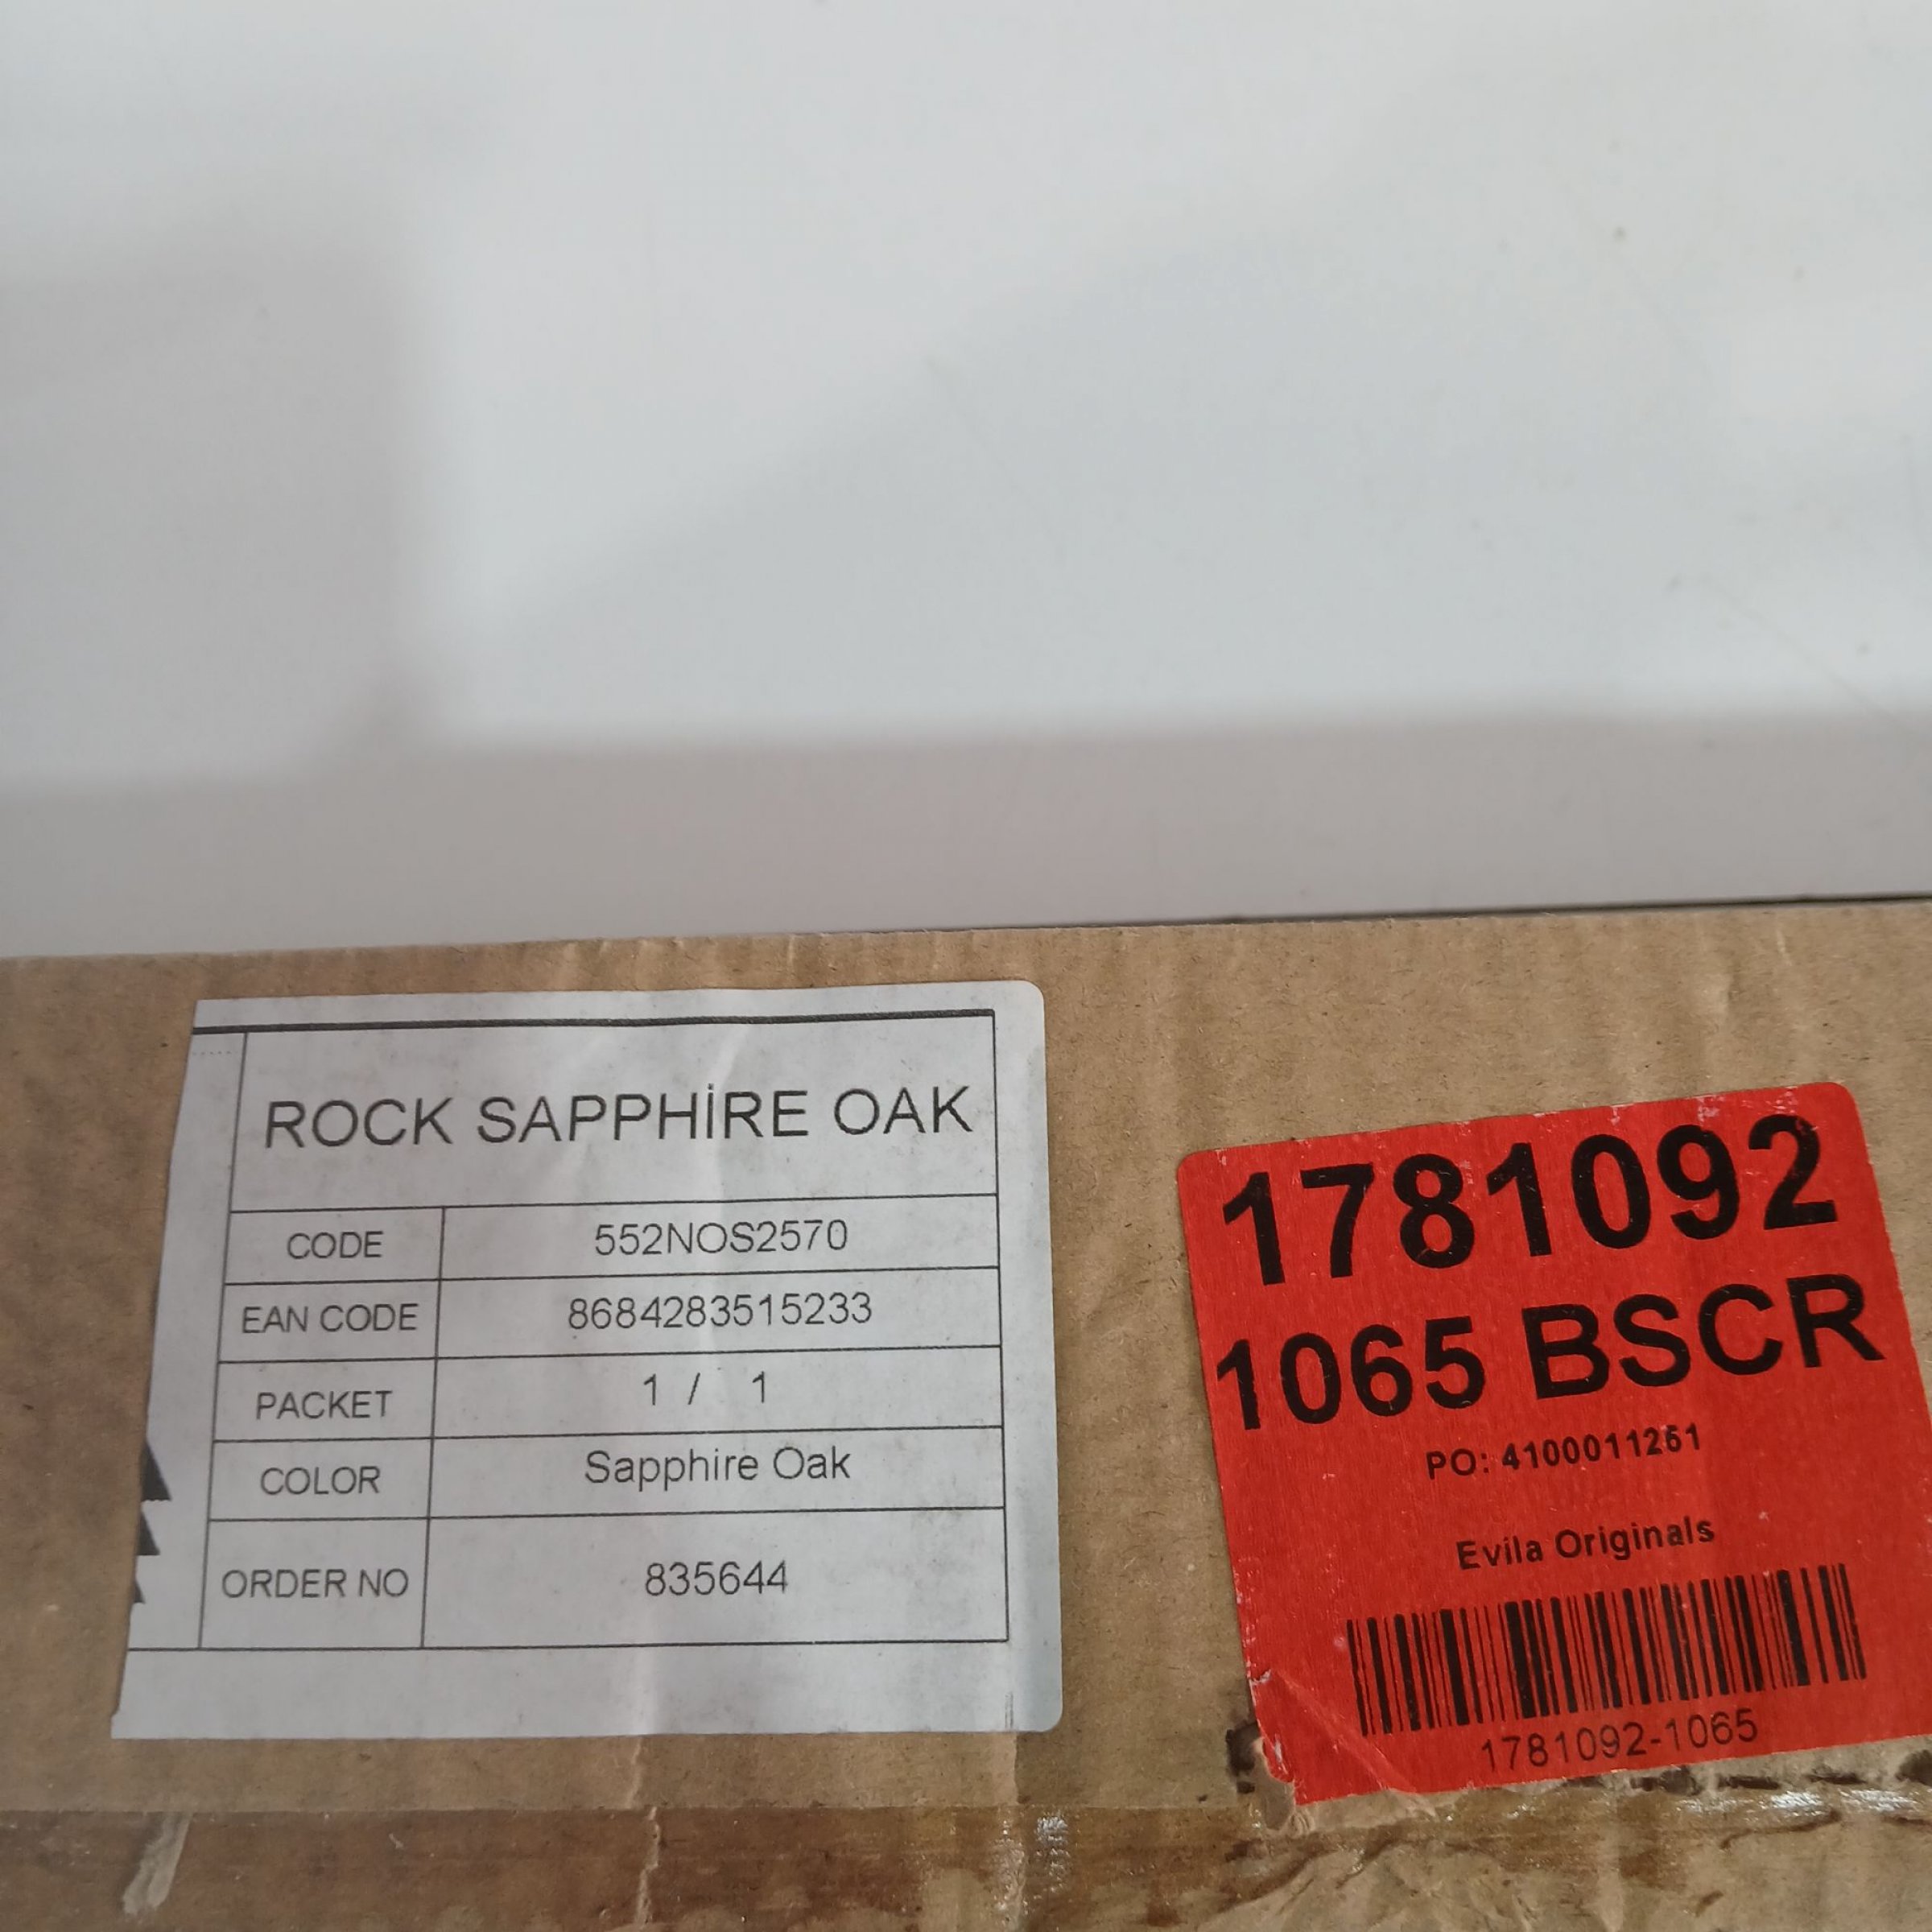 ROCK SAPPHİRE OAK
CODE 552NOS2570
EAN CODE 8684283515233
PACKET 1 / 1
COLOR Sapphire Oak
ORDER NO 835644
1781092
1065 BSCR
PO: 4100011261
Evila Originals
1781092-1065